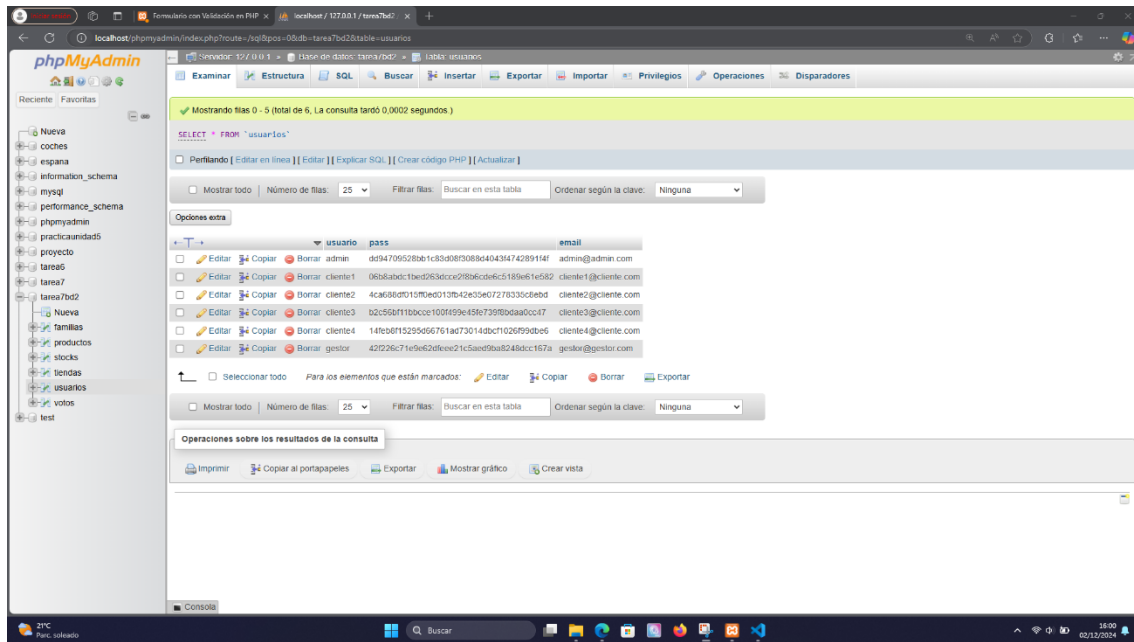 Formulario con Validación en PHP
localhost / 127.0.0.1 / tarea7bd2 /
localhost/phpmyadmin/index.php?route=/sql&pos=0&db=tarea7bd2&table=usuarios
phpMyAdmin
Reciente Favoritas
Nueva
coches
espana
information_schema
mysql
performance_schema
phpmyadmin
practicaunidad5
proyecto
tarea6
tarea7
tarea7bd2
Nueva
familias
productos
stocks
tiendas
usuarios
votos
test
Servidor: 127.0.0.1 » Base de datos: tarea7bd2 » Tabla: usuarios
Examinar Estructura SQL Buscar Insertar Exportar Importar Privilegios Operaciones Disparadores
Mostrando filas 0 - 5 (total de 6, La consulta tardó 0,0002 segundos.)
SELECT * FROM `usuarios`
Perfilando [ Editar en línea ] [ Editar ] [ Explicar SQL ] [ Crear código PHP ] [ Actualizar ]
Mostrar todo | Número de filas: 25 Filtrar filas: Buscar en esta tabla Ordenar según la clave: Ninguna
Opciones extra
usuario pass email
Editar Copiar Borrar admin dd94709528bb1c83d08f3088d4043f4742891f4f admin@admin.com
Editar Copiar Borrar cliente1 06b8abdc1bed263dcce2f8b6cde6c5189e61e582 cliente1@cliente.com
Editar Copiar Borrar cliente2 cliente2@cliente.com
Editar Copiar Borrar cliente3 b2c56bf11bbcce100f499e45fe739f8bdaa0cc47 cliente3@cliente.com
Editar Copiar Borrar cliente4 14feb8f15295d66761ad73014dbcf1026f99dbe6 cliente4@cliente.com
Editar Copiar Borrar gestor 42f226c71e9e62dfeee21c5aed9ba8248dcc167a gestor@gestor.com
Seleccionar todo Para los elementos que están marcados: Editar Copiar Borrar Exportar
Mostrar todo | Número de filas: 25 Filtrar filas: Buscar en esta tabla Ordenar según la clave: Ninguna
Operaciones sobre los resultados de la consulta
Imprimir Copiar al portapapeles Exportar Mostrar gráfico Crear vista
Consola
21°C
Parc. soleado
Buscar
16:00
02/12/2024